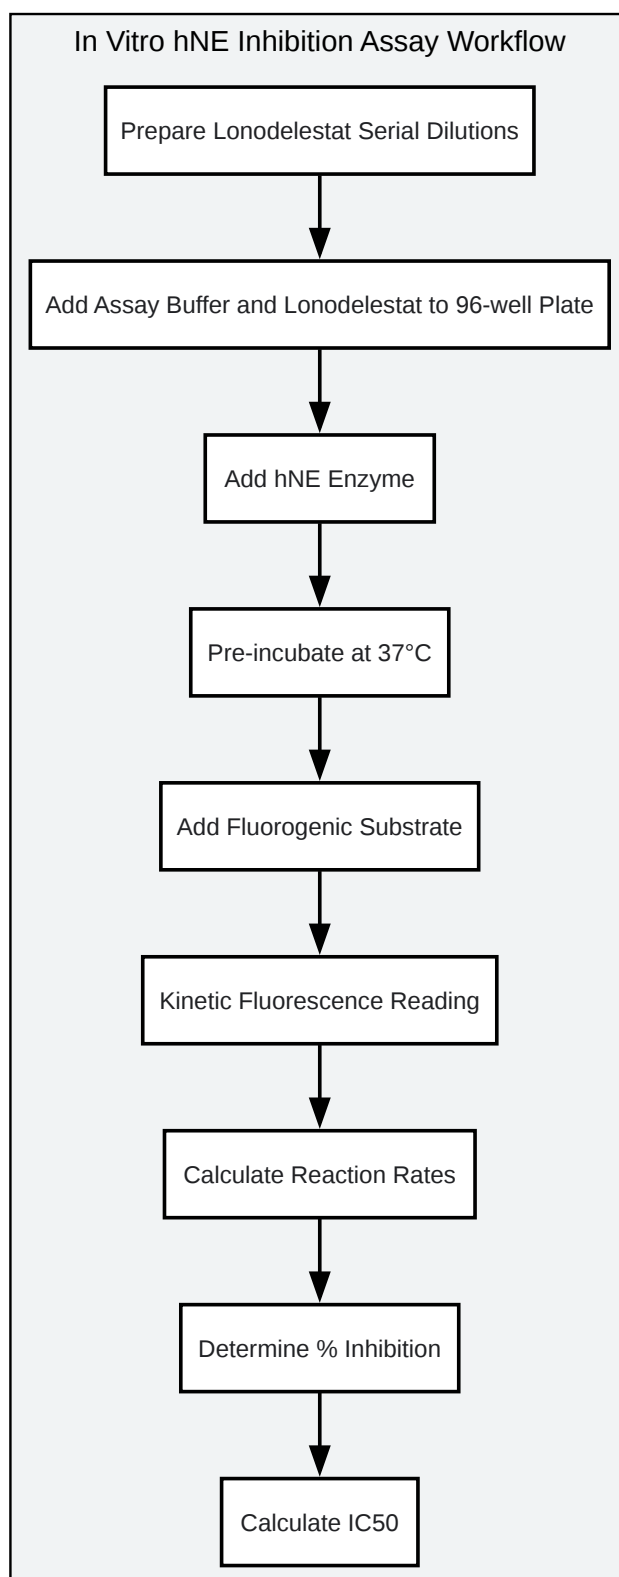 In Vitro hNE Inhibition Assay Workflow
Prepare Lonodelestat Serial Dilutions
Add Assay Buffer and Lonodelestat to 96-well Plate
Add hNE Enzyme
Pre-incubate at 37°C
Add Fluorogenic Substrate
Kinetic Fluorescence Reading
Calculate Reaction Rates
Determine % Inhibition
Calculate IC50